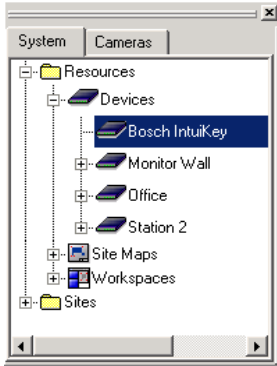 System Cameras
Resources
Devices
Bosch IntuiKey
Monitor Wall
Office
Station 2
Site Maps
Workspaces
Sites